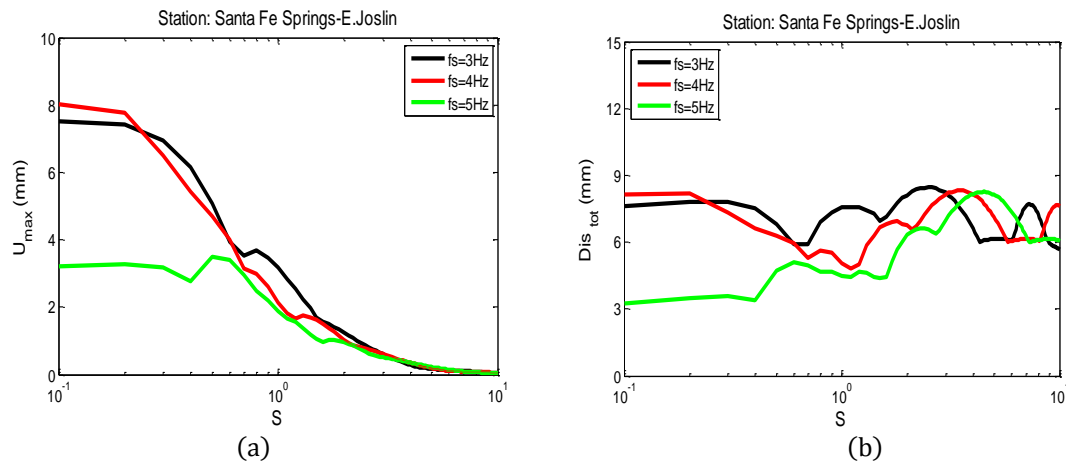 Station: Santa Fe Springs-E.Joslin
10
8
6
4
2
0
10^-1
10^0
10^1
U_max (mm)
S
fs=3Hz
fs=4Hz
fs=5Hz
(a)
Station: Santa Fe Springs-E.Joslin
15
12
9
6
3
0
10^-1
10^0
10^1
Dis_tot (mm)
S
fs=3Hz
fs=4Hz
fs=5Hz
(b)